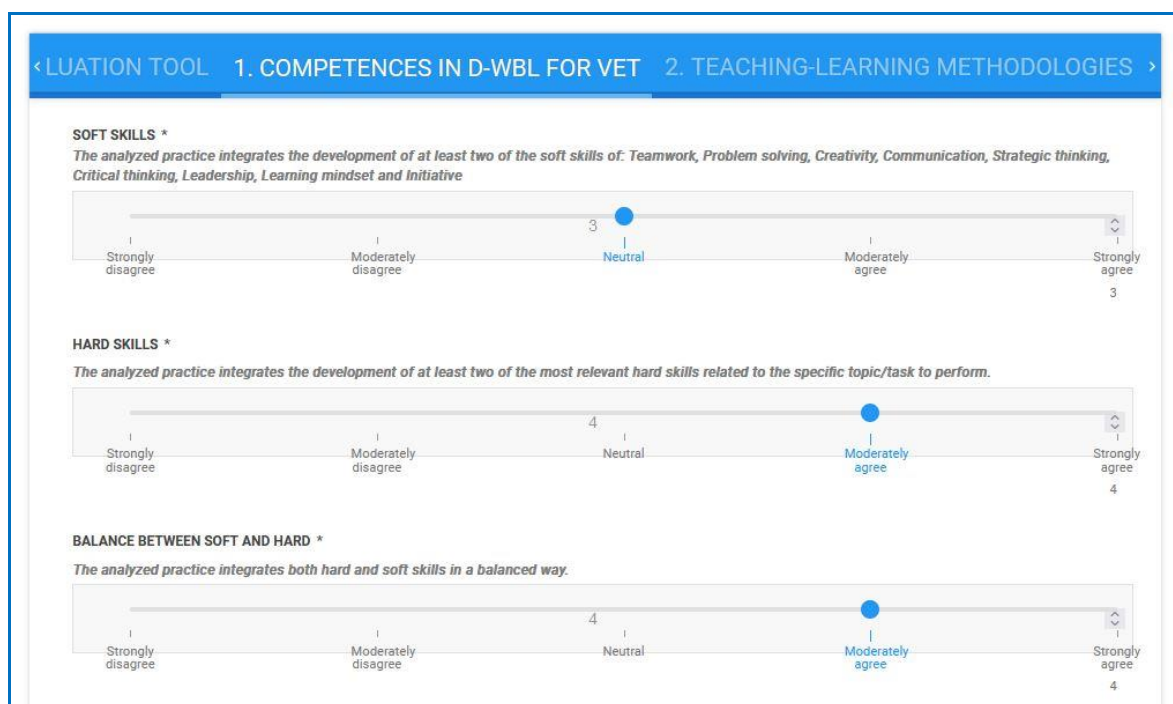 ‹ LUATION TOOL 1. COMPETENCES IN D-WBL FOR VET 2. TEACHING-LEARNING METHODOLOGIES ›
SOFT SKILLS *
The analyzed practice integrates the development of at least two of the soft skills of: Teamwork, Problem solving, Creativity, Communication, Strategic thinking,
Critical thinking, Leadership, Learning mindset and Initiative
3
Strongly Moderately Neutral Moderately Strongly
disagree disagree agree agree
3
HARD SKILLS *
The analyzed practice integrates the development of at least two of the most relevant hard skills related to the specific topic/task to perform.
4
Strongly Moderately Neutral Moderately Strongly
disagree disagree agree agree
4
BALANCE BETWEEN SOFT AND HARD *
The analyzed practice integrates both hard and soft skills in a balanced way.
4
Strongly Moderately Neutral Moderately Strongly
disagree disagree agree agree
4